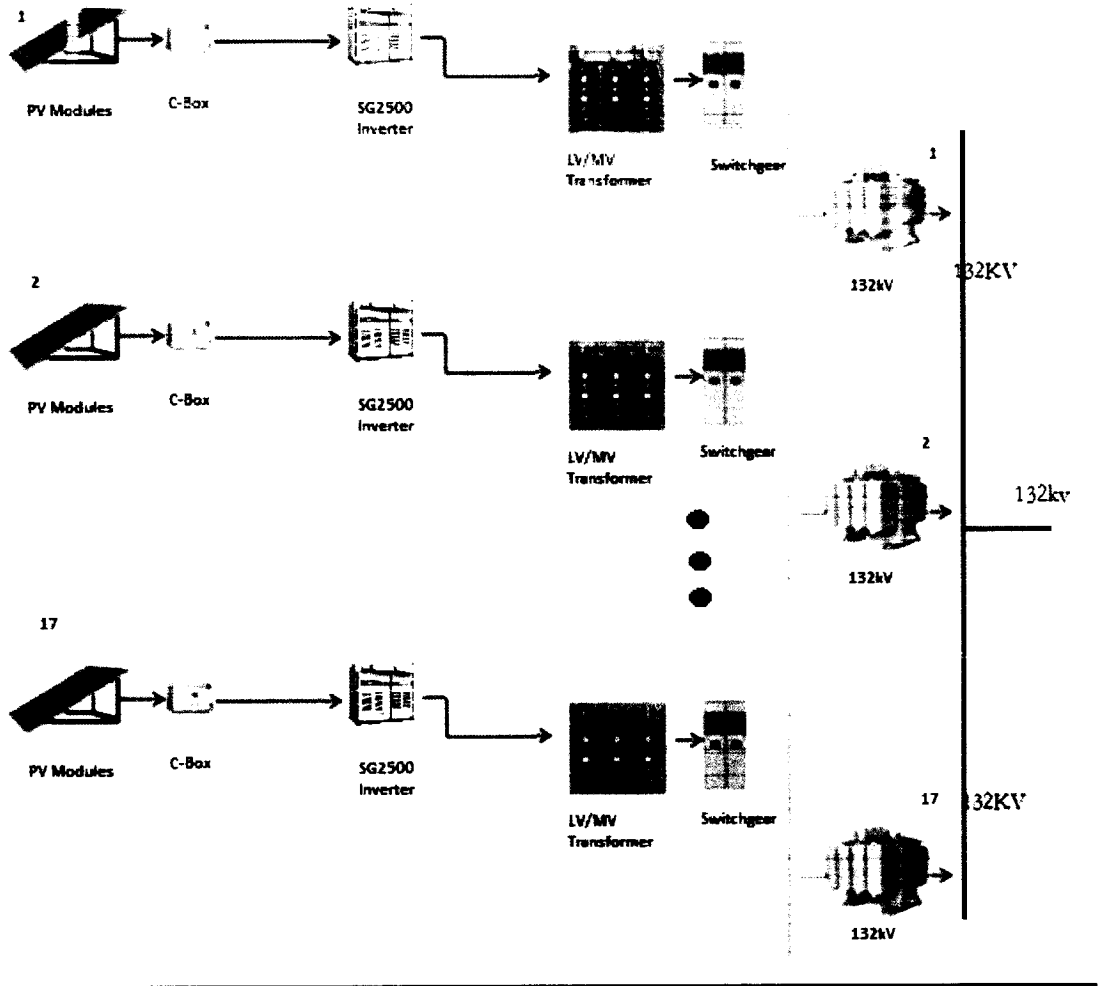 1
PV Modules
C-Box
SG2500
Inverter
LV/MV
Transformer
Switchgear
1
132kV
132KV
2
PV Modules
C-Box
SG2500
Inverter
LV/MV
Transformer
Switchgear
2
132kV
132kv
17
PV Modules
C-Box
SG2500
Inverter
LV/MV
Transformer
Switchgear
17
132KV
132kV